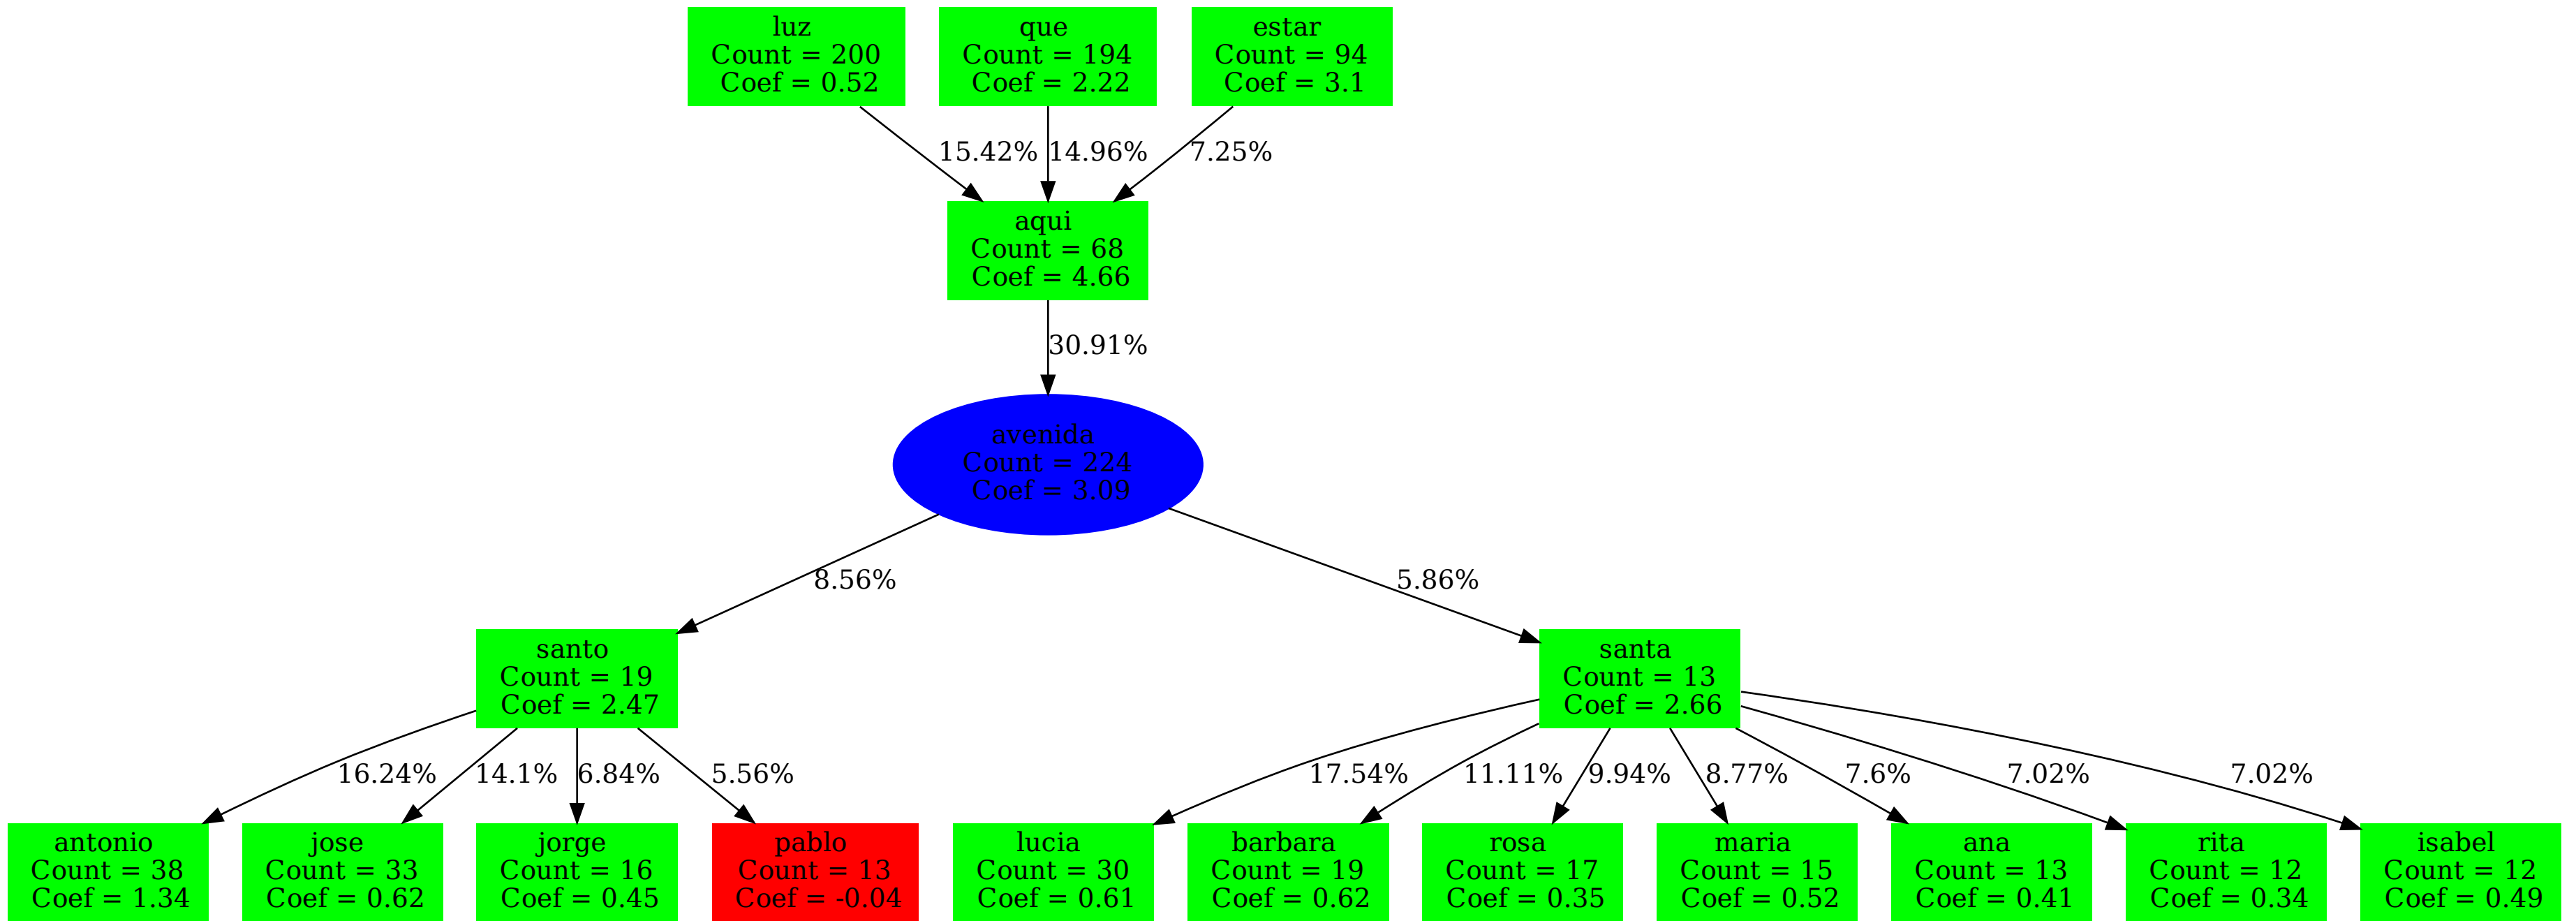 luz
Count = 200
Coef = 0.52
que
Count = 194
Coef = 2.22
estar
Count = 94
Coef = 3.1
15.42%
14.96%
7.25%
aqui
Count = 68
Coef = 4.66
30.91%
avenida
Count = 224
Coef = 3.09
8.56%
5.86%
santo
Count = 19
Coef = 2.47
santa
Count = 13
Coef = 2.66
16.24%
14.1%
6.84%
5.56%
17.54%
11.11%
9.94%
8.77%
7.6%
7.02%
7.02%
antonio
Count = 38
Coef = 1.34
jose
Count = 33
Coef = 0.62
jorge
Count = 16
Coef = 0.45
pablo
Count = 13
Coef = -0.04
lucia
Count = 30
Coef = 0.61
barbara
Count = 19
Coef = 0.62
rosa
Count = 17
Coef = 0.35
maria
Count = 15
Coef = 0.52
ana
Count = 13
Coef = 0.41
rita
Count = 12
Coef = 0.34
isabel
Count = 12
Coef = 0.49